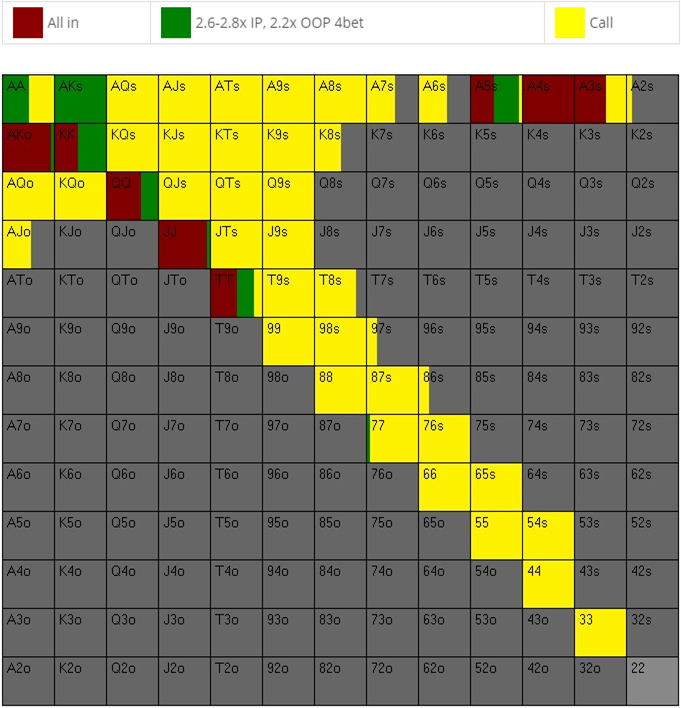 All in 2.6-2.8x IP, 2.2x OOP 4bet Call
AA AKs AQs AJs ATs A9s A8s A7s A6s A5s A4s A3s A2s
AKo KK KQs KJs KTs K9s K8s K7s K6s K5s K4s K3s K2s
AQo KQo QQ QJs QTs Q9s Q8s Q7s Q6s Q5s Q4s Q3s Q2s
AJo KJo QJo JJ JTs J9s J8s J7s J6s J5s J4s J3s J2s
ATo KTo QTo JTo TT T9s T8s T7s T6s T5s T4s T3s T2s
A9o K9o Q9o J9o T9o 99 98s 97s 96s 95s 94s 93s 92s
A8o K8o Q8o J8o T8o 98o 88 87s 86s 85s 84s 83s 82s
A7o K7o Q7o J7o T7o 97o 87o 77 76s 75s 74s 73s 72s
A6o K6o Q6o J6o T6o 96o 86o 76o 66 65s 64s 63s 62s
A5o K5o Q5o J5o T5o 95o 85o 75o 65o 55 54s 53s 52s
A4o K4o Q4o J4o T4o 94o 84o 74o 64o 54o 44 43s 42s
A3o K3o Q3o J3o T3o 93o 83o 73o 63o 53o 43o 33 32s
A2o K2o Q2o J2o T2o 92o 82o 72o 62o 52o 42o 32o 22